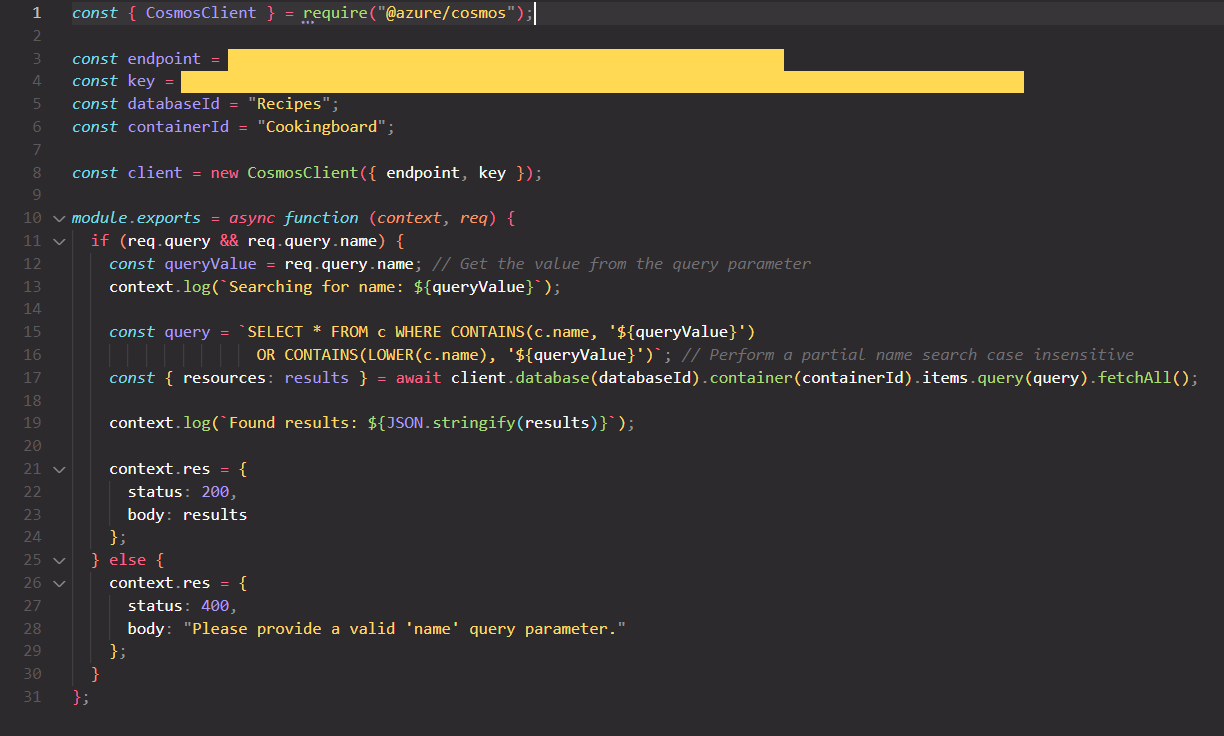 1 const { CosmosClient } = require("@azure/cosmos");
2
3 const endpoint =
4 const key =
5 const databaseId = "Recipes";
6 const containerId = "Cookingboard";
7
8 const client = new CosmosClient({ endpoint, key });
9
10 module.exports = async function (context, req) {
11   if (req.query && req.query.name) {
12     const queryValue = req.query.name; // Get the value from the query parameter
13     context.log(`Searching for name: ${queryValue}`);
14
15     const query = `SELECT * FROM c WHERE CONTAINS(c.name, '${queryValue}')
16                     OR CONTAINS(LOWER(c.name), '${queryValue}')`; // Perform a partial name search case insensitive
17     const { resources: results } = await client.database(databaseId).container(containerId).items.query(query).fetchAll();
18
19     context.log(`Found results: ${JSON.stringify(results)}`);
20
21     context.res = {
22       status: 200,
23       body: results
24     };
25   } else {
26     context.res = {
27       status: 400,
28       body: "Please provide a valid 'name' query parameter."
29     };
30   }
31 };